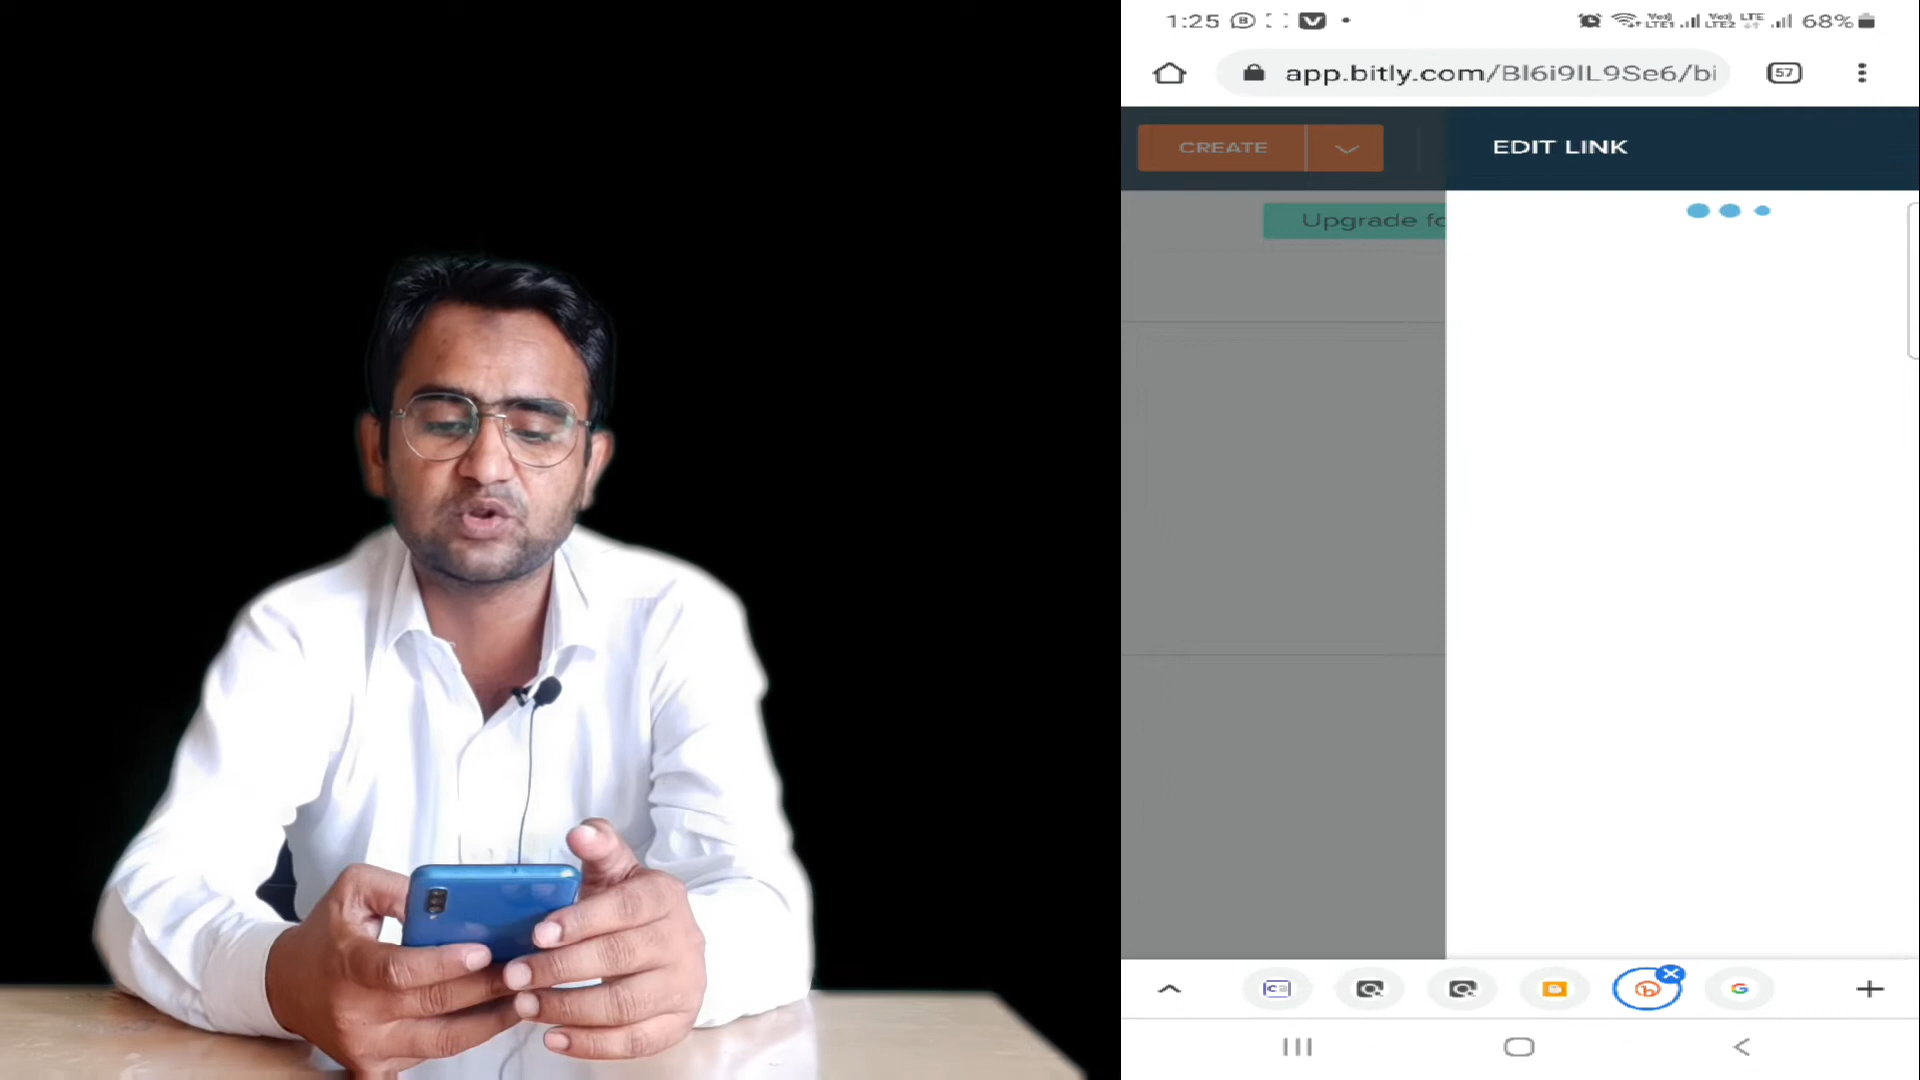 1:25
68%
app.bitly.com/Bl6i9lL9Se6/bi
57
CREATE
EDIT LINK
Upgrade fo